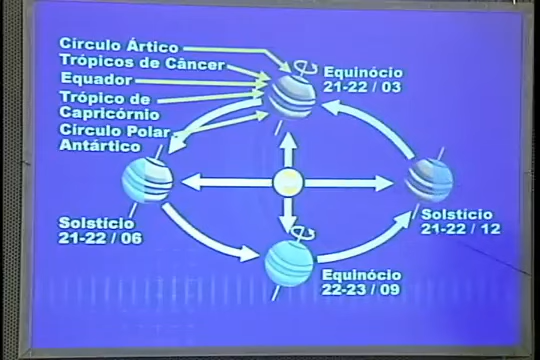 Círculo Ártico
Trópicos de Câncer
Equador
Trópico de
Capricórnio
Círculo Polar
Antártico
Equinócio
21-22 / 03
Solstício
21-22 / 06
Solstício
21-22 / 12
Equinócio
22-23 / 09